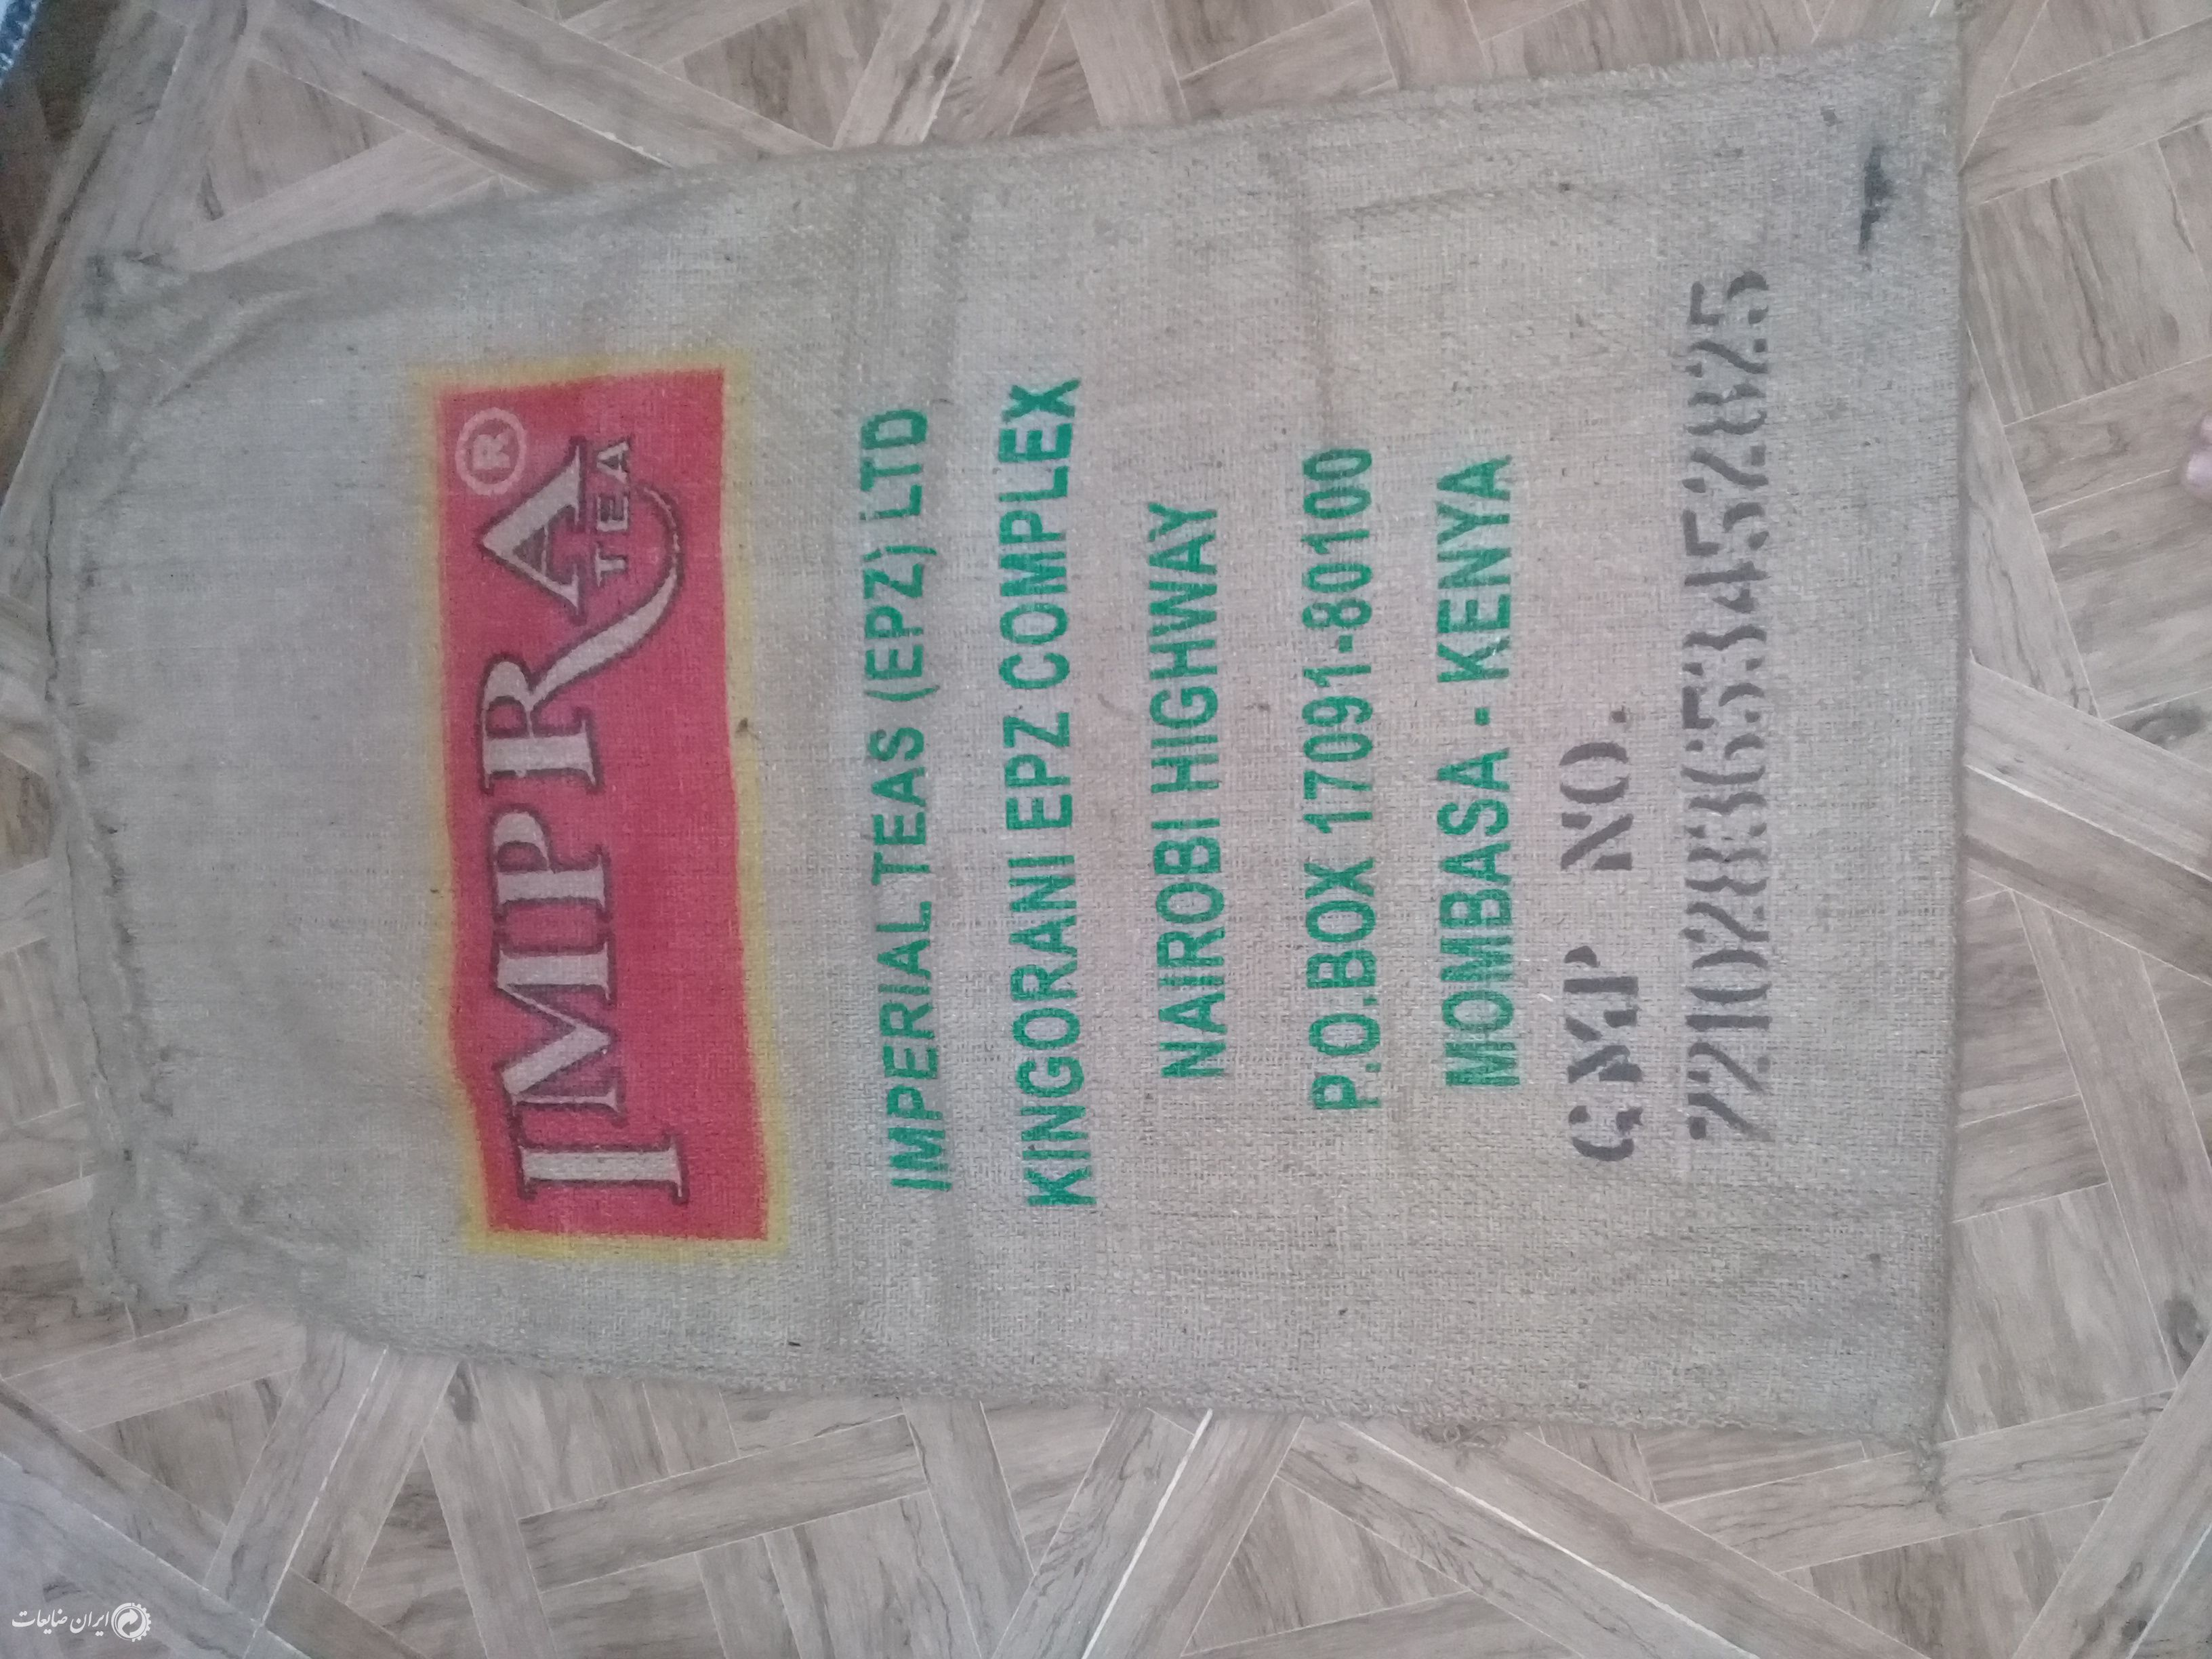 IMPRA
®
TEA
IMPERIAL TEAS (EPZ) LTD
KINGORANI EPZ COMPLEX
NAIROBI HIGHWAY
P.O.BOX 17091-80100
MOMBASA - KENYA
GMP NO.
2210283653452825
ایران ضایعات